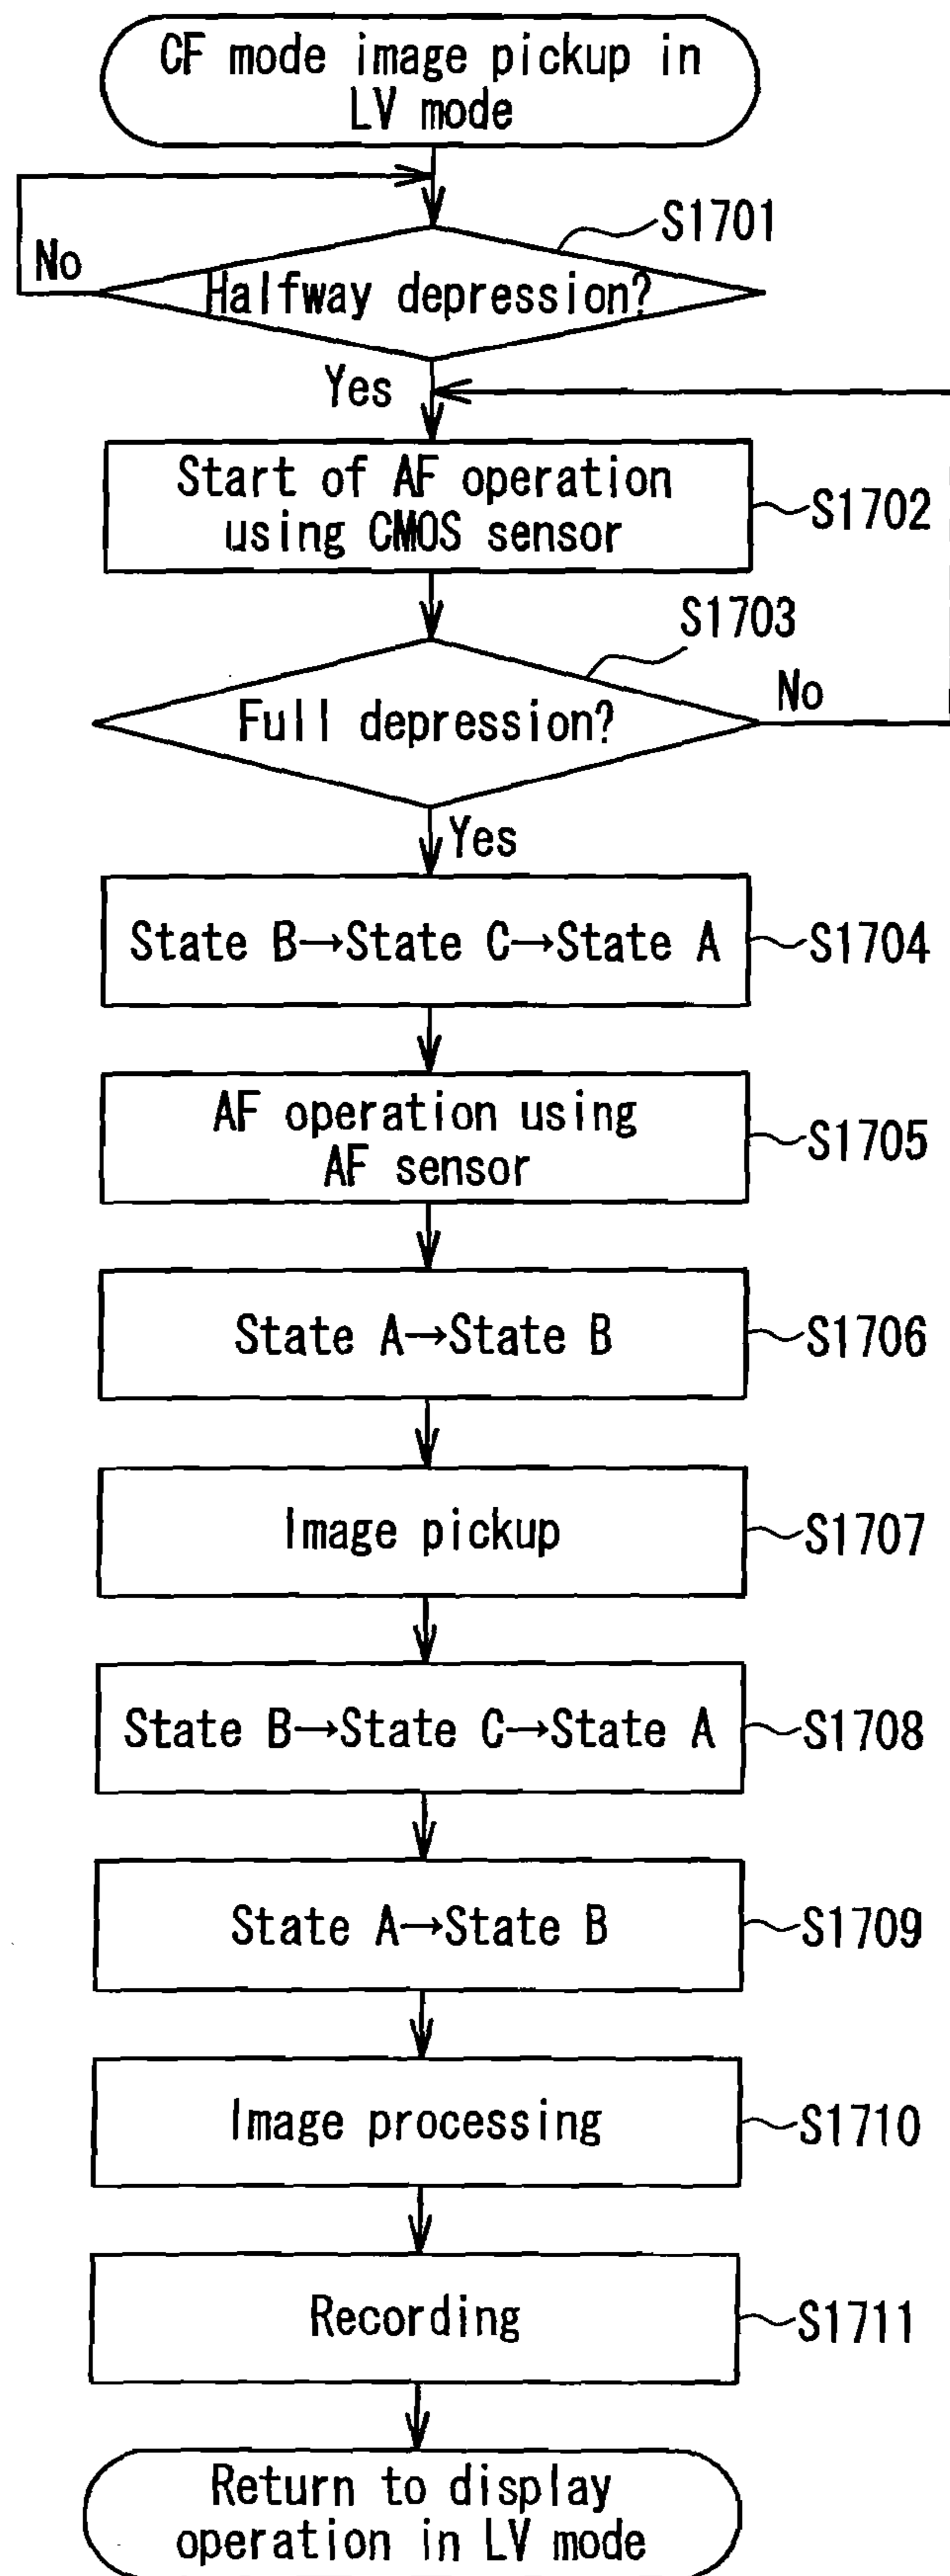 CF mode image pickup in
LV mode
S1701
No
Halfway depression?
Yes
Start of AF operation
using CMOS sensor
S1702
S1703
Full depression?
No
Yes
State B→State C→State A
S1704
AF operation using
AF sensor
S1705
State A→State B
S1706
Image pickup
S1707
State B→State C→State A
S1708
State A→State B
S1709
Image processing
S1710
Recording
S1711
Return to display
operation in LV mode